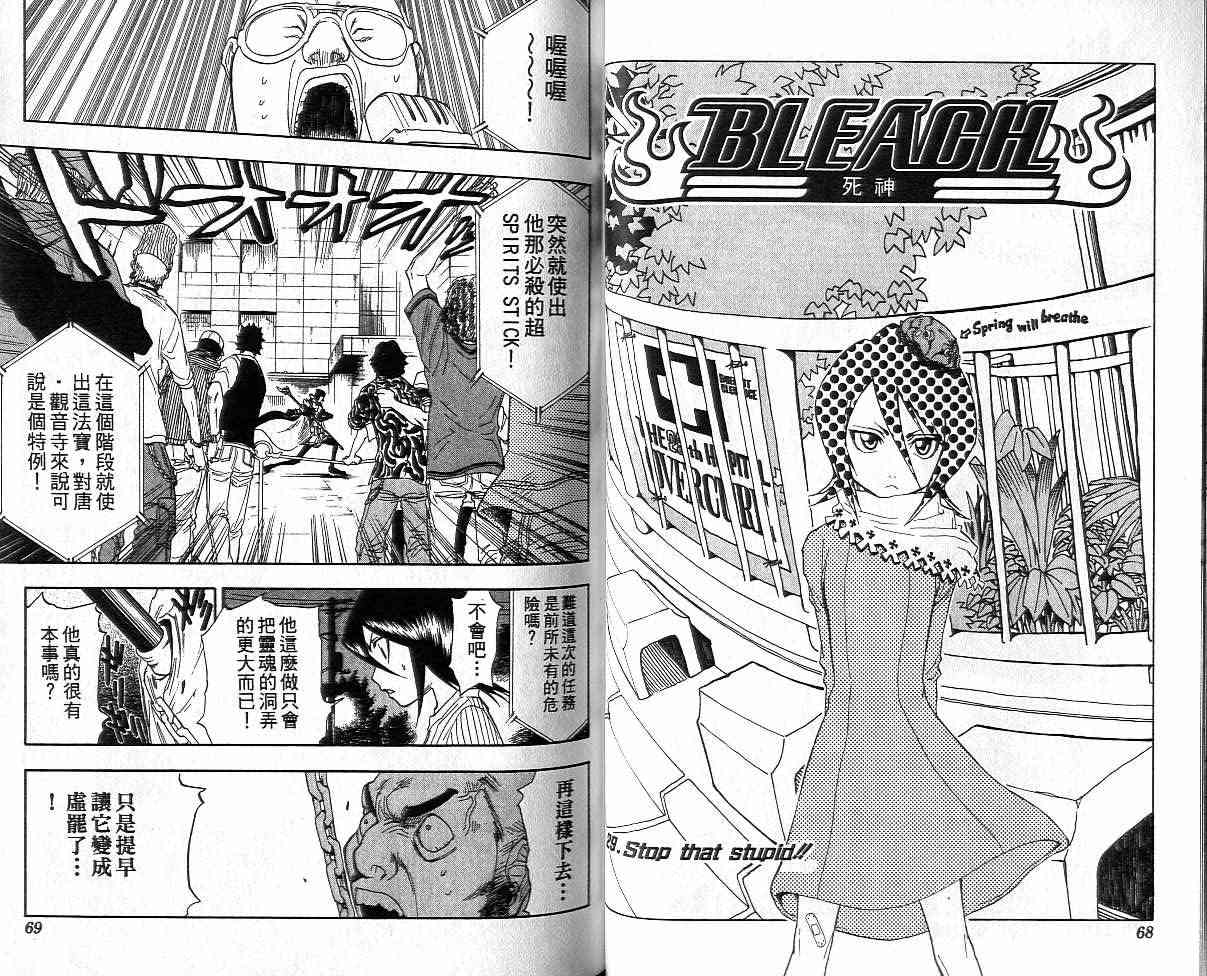 BLEACH
死神
Spring will breathe
29. Stop that stupid!!
68
喔喔喔
～～～～！
突然就使出
他那必殺的超
SPIRITS STICK！
ドオオオオ
在這個階段就使
出這法寶，對唐
・觀音寺來說可
說是個特例！
難道這次的任務
是前所未有的危
險嗎？
不會吧…
他這麼做只會
把靈魂的洞弄
的更大而已！
他真的很有
本事嗎？
再這樣下去…
只是提早
讓它變成
虛罷了…
！
69